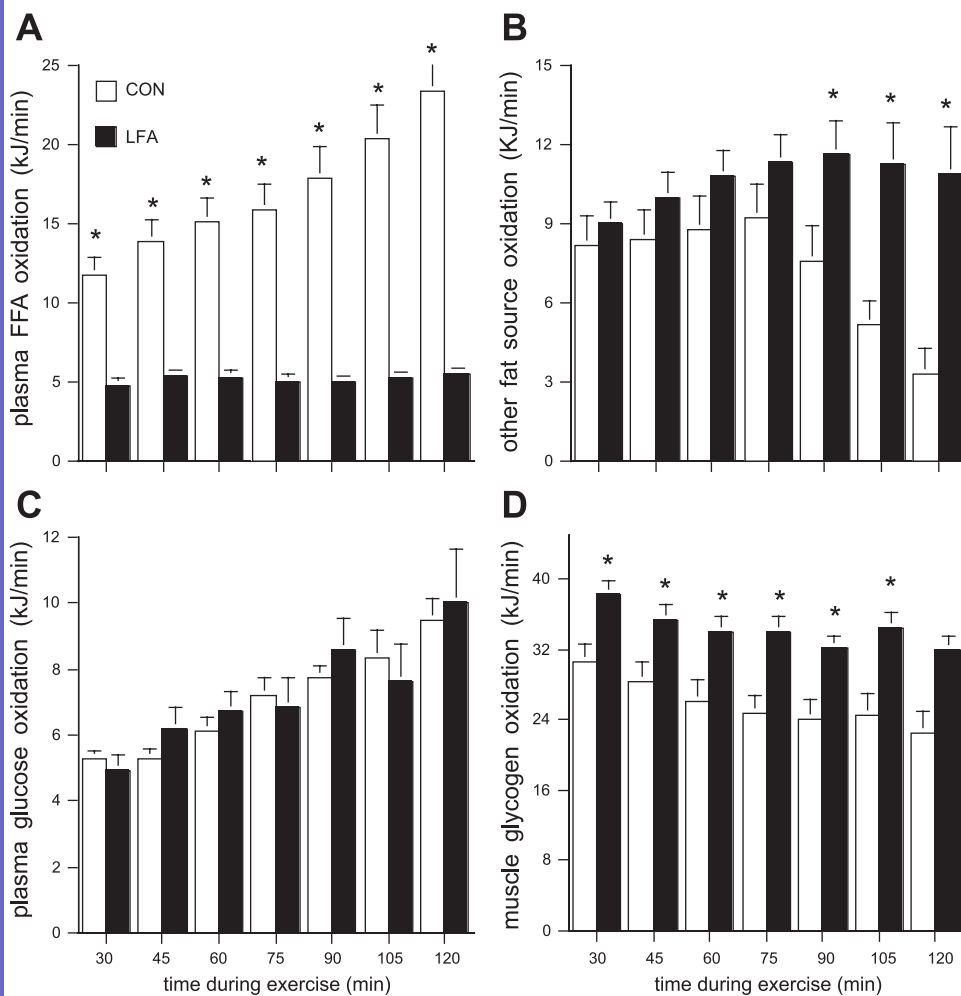 A
plasma FFA oxidation (kJ/min)
25
20
15
10
5
0
CON
LFA
*
*
*
*
*
*
*
B
other fat source oxidation (KJ/min)
15
12
9
6
3
0
*
*
*
C
plasma glucose oxidation (kJ/min)
12
10
8
6
4
2
0
30 45 60 75 90 105 120
time during exercise (min)
D
muscle glycogen oxidation (kJ/min)
40
32
24
16
8
0
*
*
*
*
*
*
30 45 60 75 90 105 120
time during exercise (min)